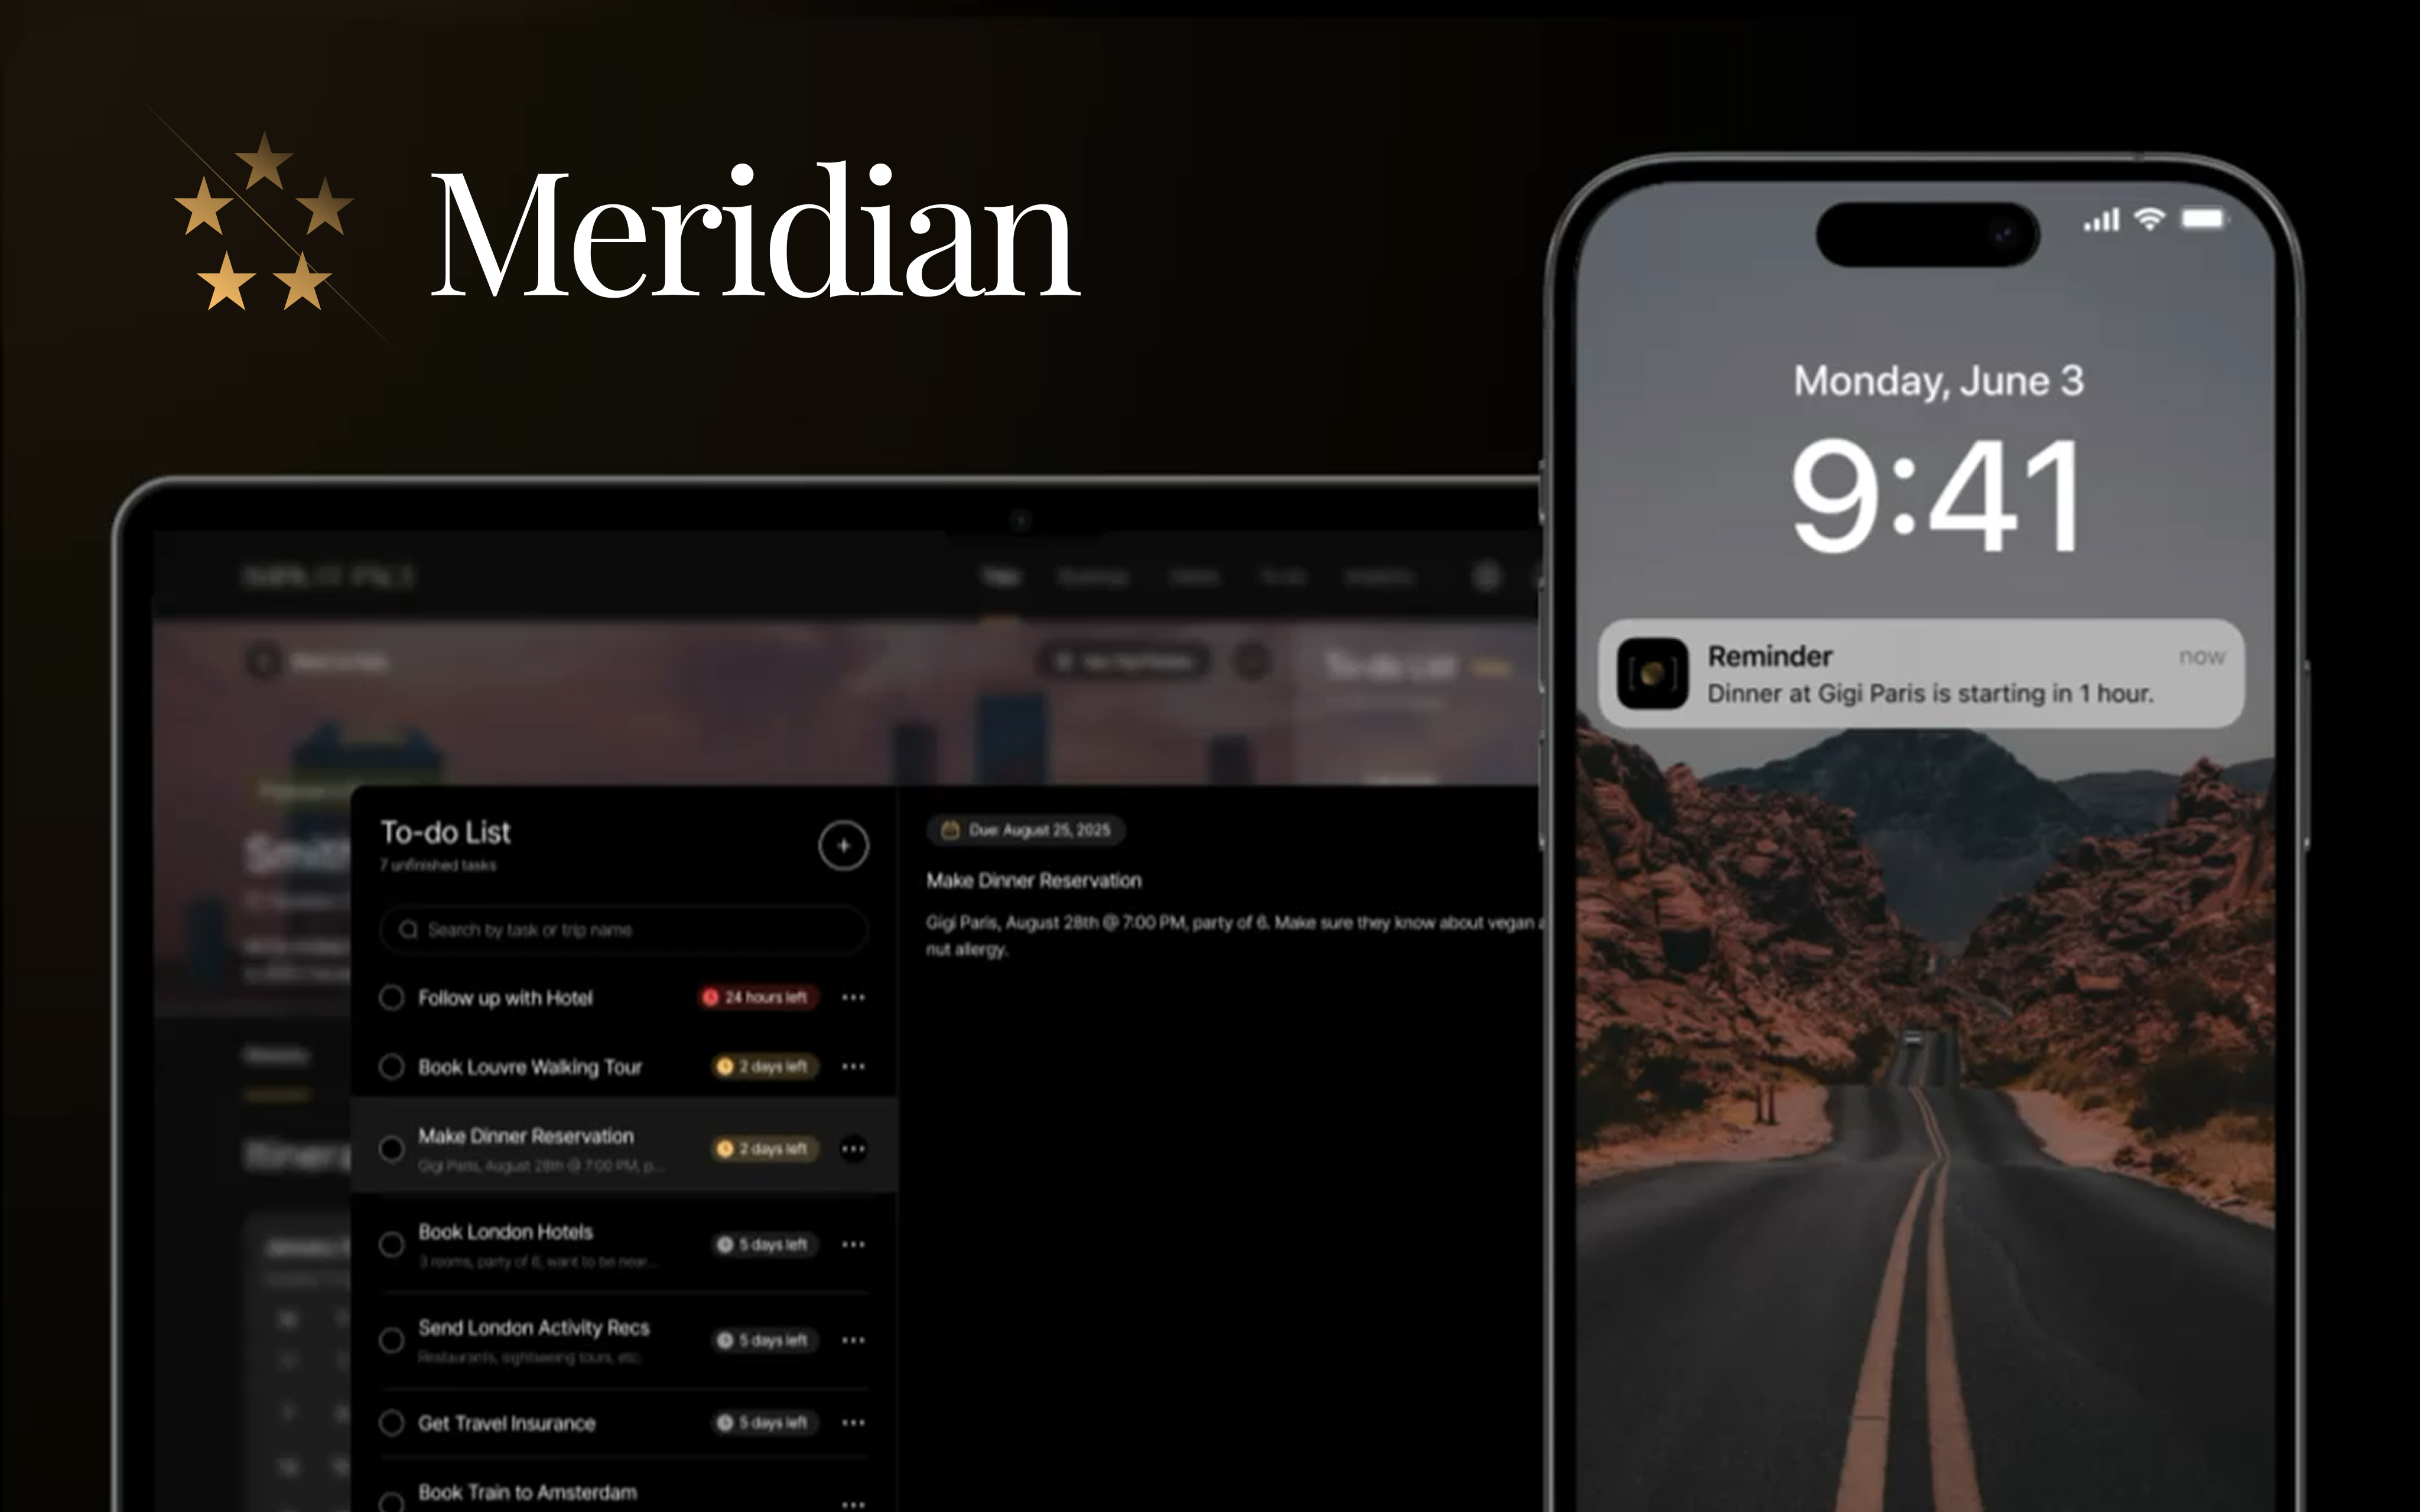 Meridian
Monday, June 3
9:41
Reminder
now
Dinner at Gigi Paris is starting in 1 hour.
To-do List
To-do List
7 unfinished tasks
Search by task or trip name
Follow up with Hotel
24 hours left
Book Louvre Walking Tour
2 days left
Make Dinner Reservation
Gigi Paris, August 28th @ 7:00 PM, p...
2 days left
Book London Hotels
3 rooms, party of 6, want to be near...
5 days left
Send London Activity Recs
Restaurants, sightseeing tours, etc.
5 days left
Get Travel Insurance
5 days left
Book Train to Amsterdam
Due: August 25, 2025
Make Dinner Reservation
Gigi Paris, August 28th @ 7:00 PM, party of 6. Make sure they know about vegan
nut allergy.